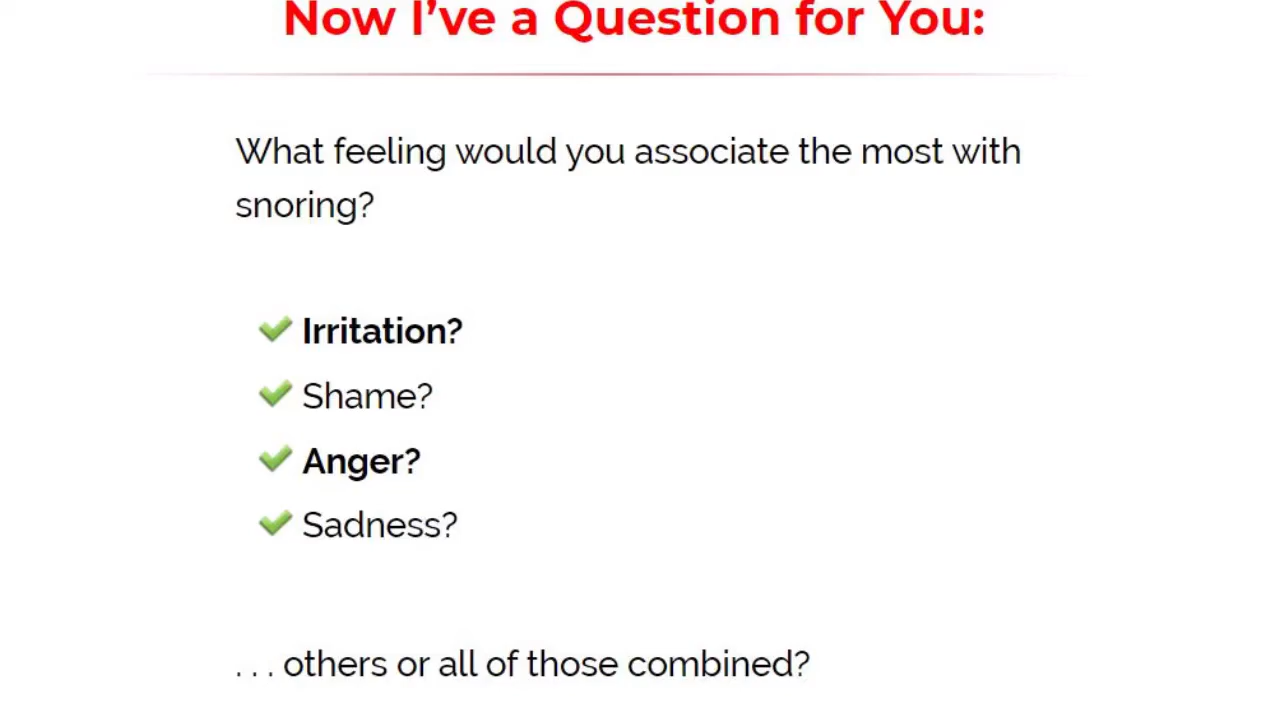 Now I’ve a Question for You:
What feeling would you associate the most with
snoring?
Irritation?
Shame?
Anger?
Sadness?
. . . others or all of those combined?